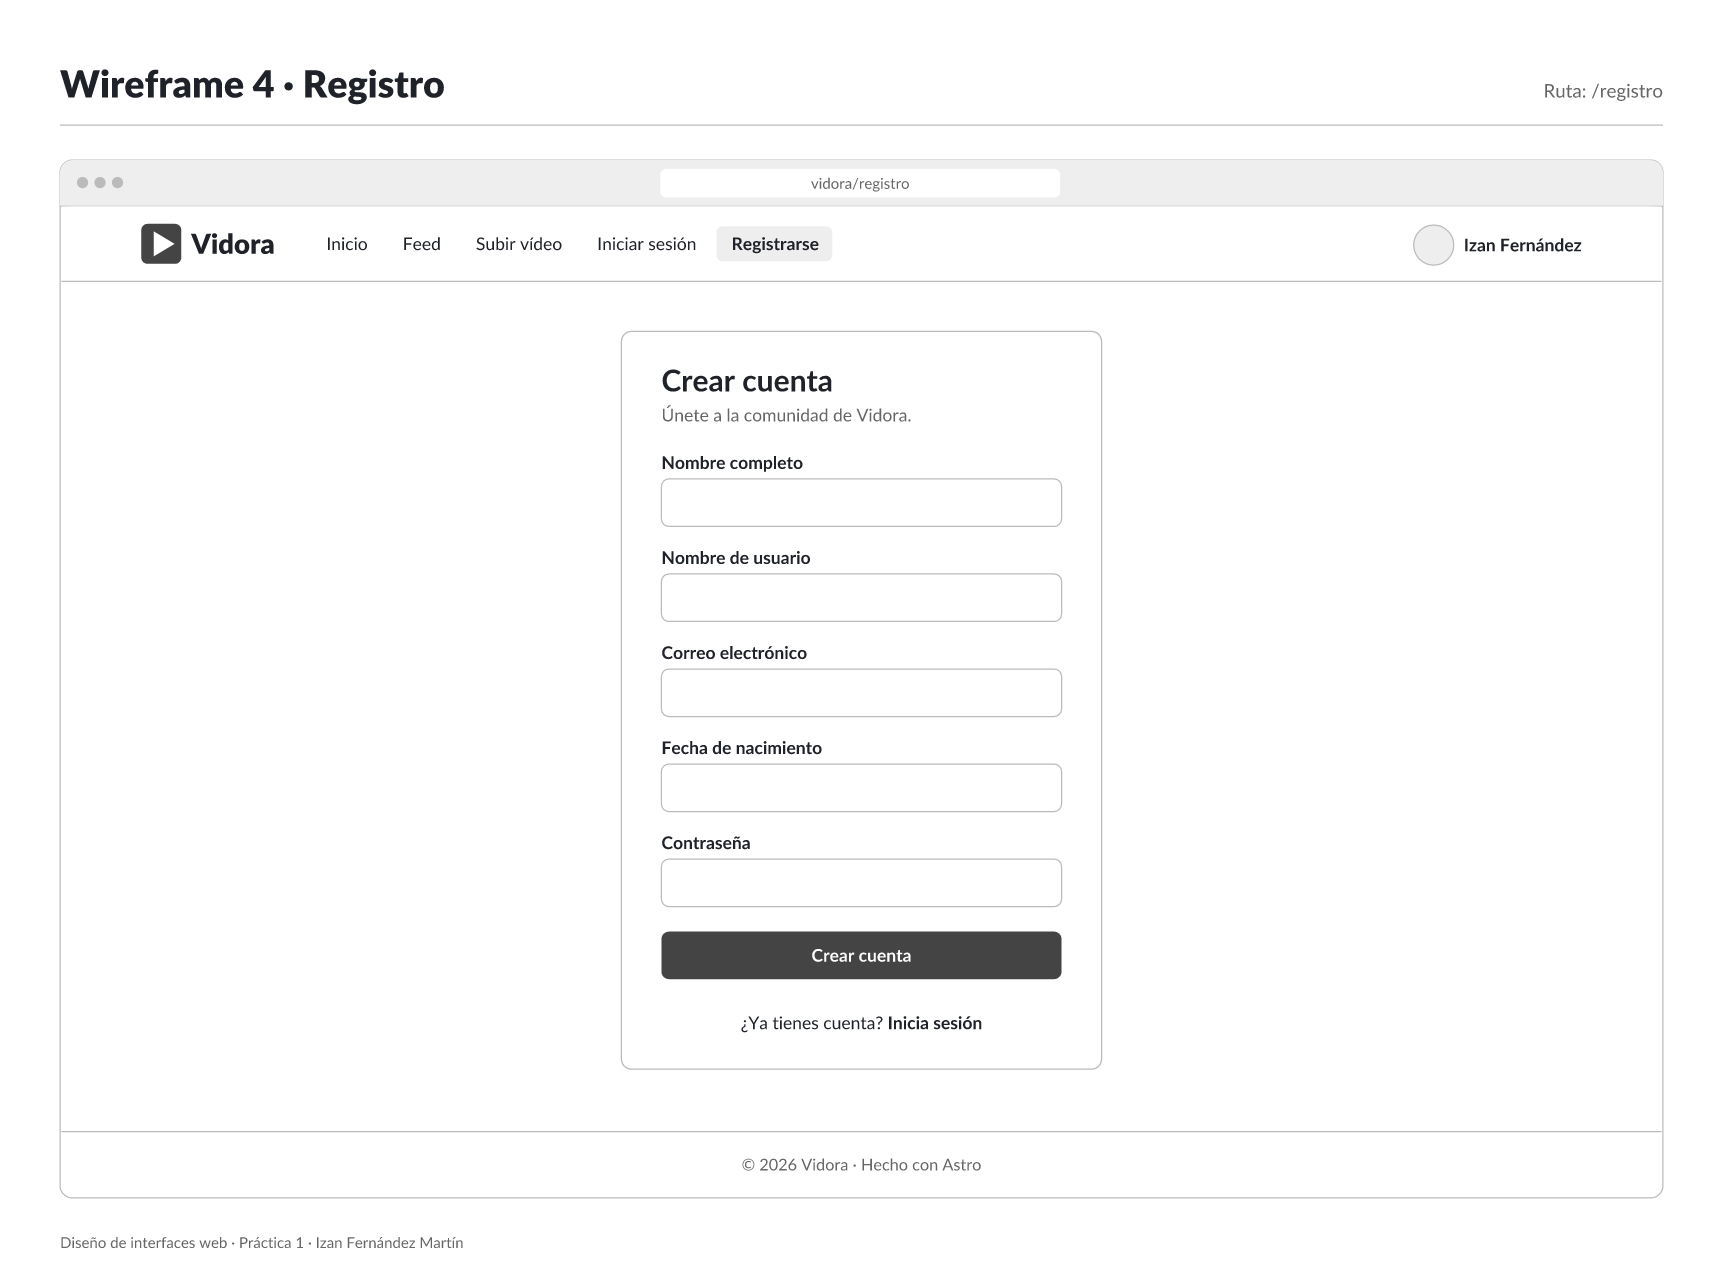 Wireframe 4 · Registro
Ruta: /registro
vidora/registro
Vidora
Inicio
Feed
Subir vídeo
Iniciar sesión
Registrarse
Izan Fernández
Crear cuenta
Únete a la comunidad de Vidora.
Nombre completo
Nombre de usuario
Correo electrónico
Fecha de nacimiento
Contraseña
Crear cuenta
¿Ya tienes cuenta? Inicia sesión
© 2026 Vidora · Hecho con Astro
Diseño de interfaces web · Práctica 1 · Izan Fernández Martín